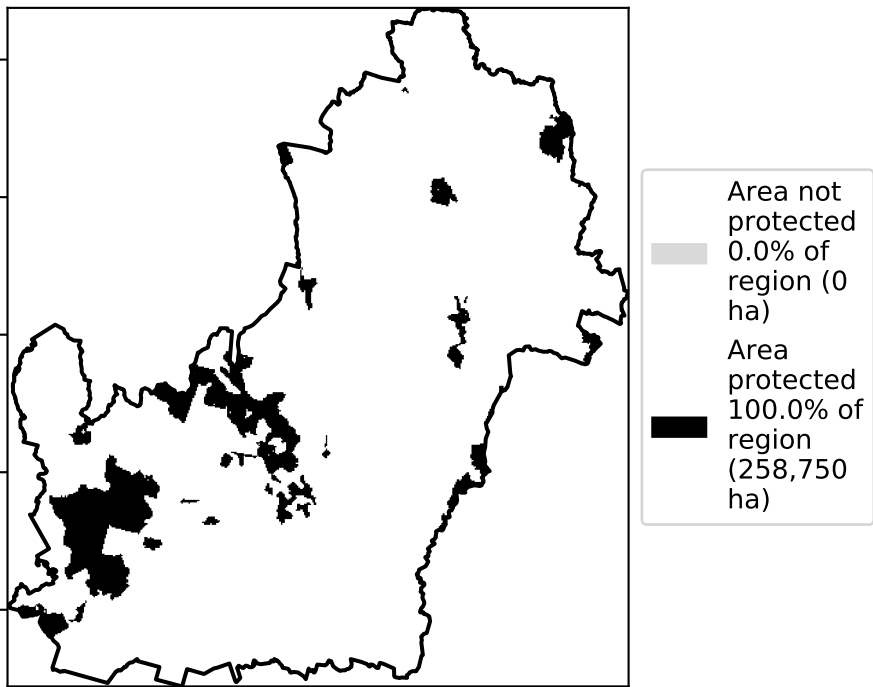 Area not
protected
0.0% of
region (0
ha)
Area
protected
100.0% of
region
(258,750
ha)